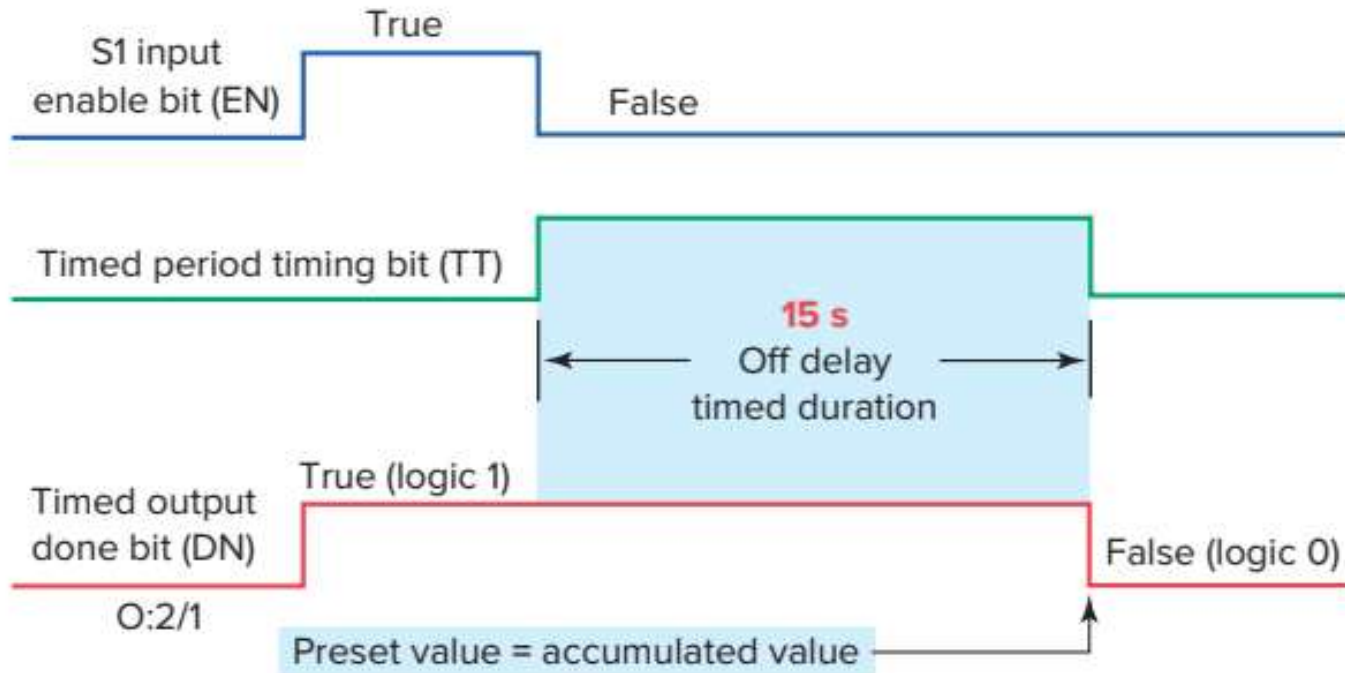 True
S1 input
enable bit (EN)
False
Timed period timing bit (TT)
15 s
Off delay
timed duration
True (logic 1)
Timed output
done bit (DN)
False (logic 0)
O:2/1
Preset value = accumulated value